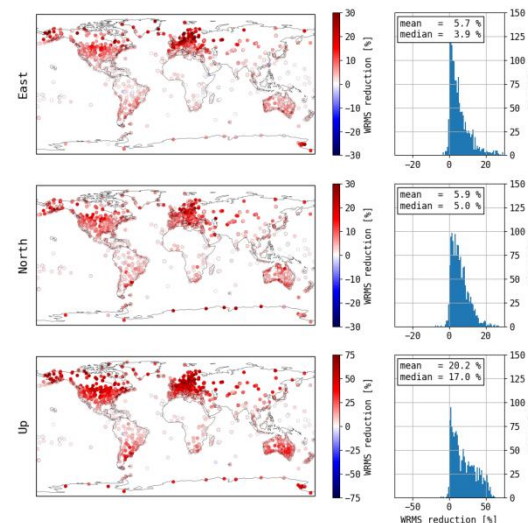 East
30
20
10
0
−10
−20
−30
WRMS reduction [%]
mean = 5.7 %
median = 3.9 %
150
125
100
75
50
25
0
−20 0 20
North
30
20
10
0
−10
−20
−30
WRMS reduction [%]
mean = 5.9 %
median = 5.0 %
150
125
100
75
50
25
0
−20 0 20
Up
75
50
25
0
−25
−50
−75
WRMS reduction [%]
mean = 20.2 %
median = 17.0 %
150
125
100
75
50
25
0
−50 0 50
WRMS reduction [%]